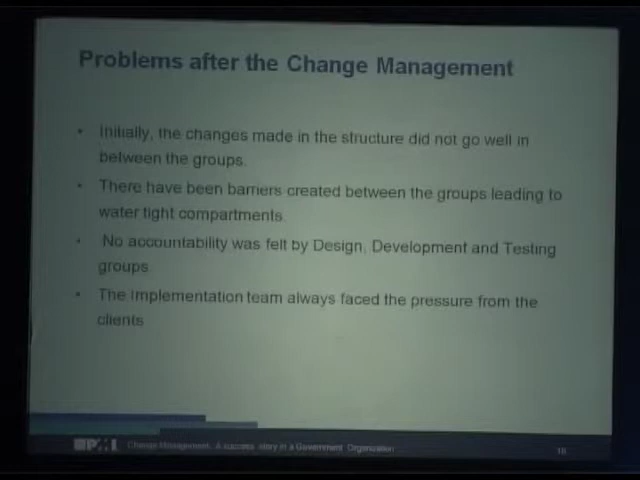 Problems after the Change Management
• Initially, the changes made in the structure did not go well in
between the groups.
• There have been barriers created between the groups leading to
water tight compartments
• No accountability was felt by Design, Development and Testing
groups
• The Implementation team always faced the pressure from the
clients
PMI Change Management: A success story in a Government Organization 18